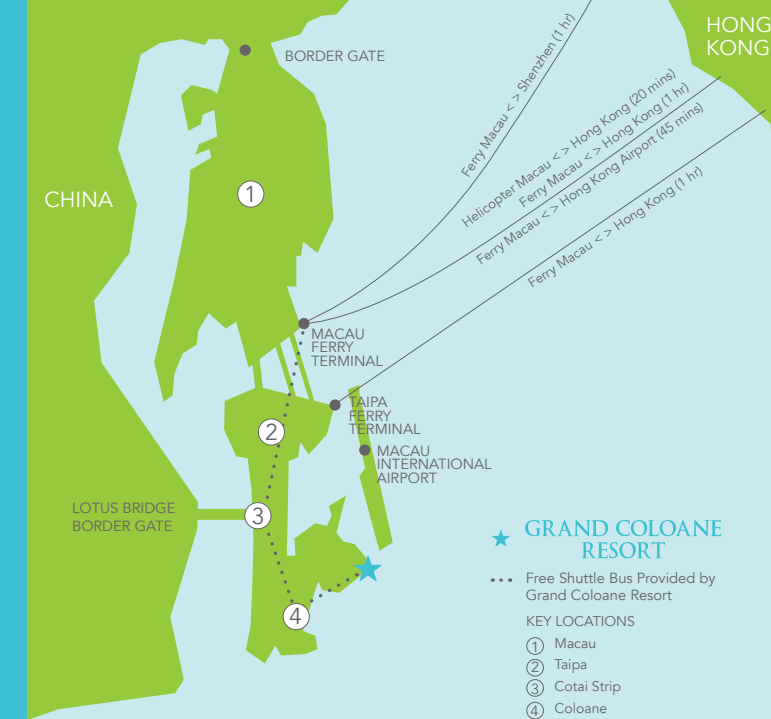 HONG
KONG
BORDER GATE
Ferry Macau < > Shenzhen (1 hr)
Helicopter Macau < > Hong Kong (20 mins)
Ferry Macau < > Hong Kong (1 hr)
Ferry Macau < > Hong Kong Airport (45 mins)
Ferry Macau < > Hong Kong (1 hr)
CHINA
1
MACAU
FERRY
TERMINAL
TAIPA
FERRY
TERMINAL
2
MACAU
INTERNATIONAL
AIRPORT
LOTUS BRIDGE
BORDER GATE
3
4
GRAND COLOANE
RESORT
Free Shuttle Bus Provided by
Grand Coloane Resort
KEY LOCATIONS
1 Macau
2 Taipa
3 Cotai Strip
4 Coloane